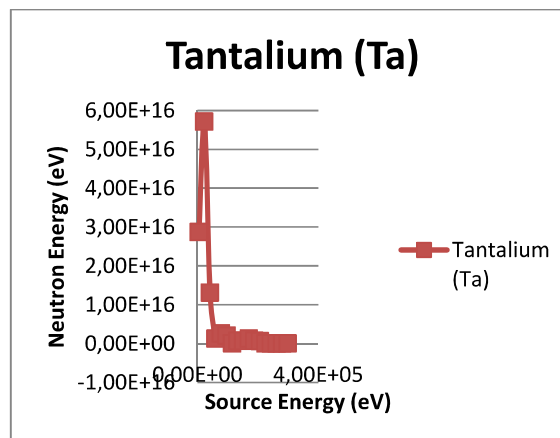 Tantalium (Ta)
6,00E+16
5,00E+16
4,00E+16
3,00E+16
2,00E+16
1,00E+16
0,00E+00
-1,00E+16
Neutron Energy (eV)
0,00E+00
4,00E+05
Source Energy (eV)
Tantalium
(Ta)